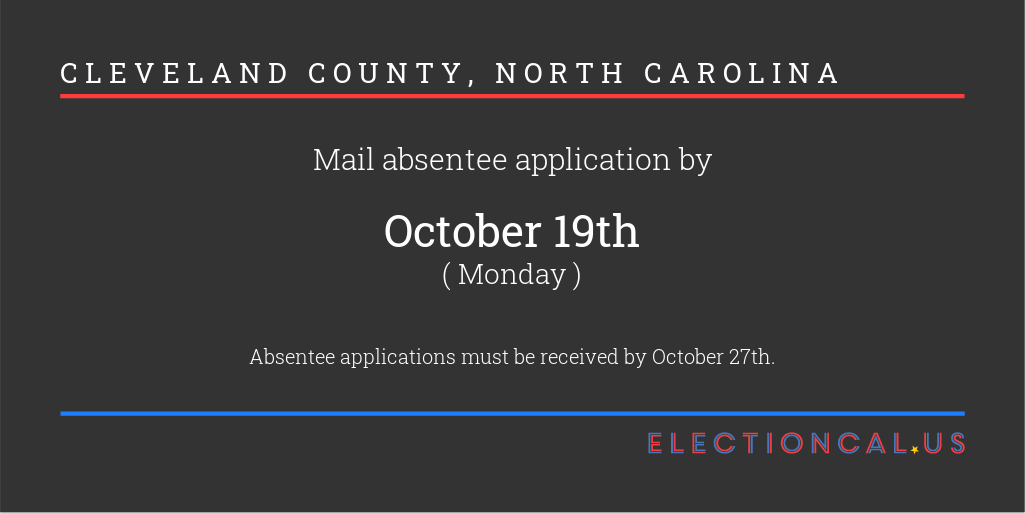 CLEVELAND COUNTY, NORTH CAROLINA
Mail absentee application by
October 19th
( Monday )
Absentee applications must be received by October 27th.
ELECTIONCAL.US